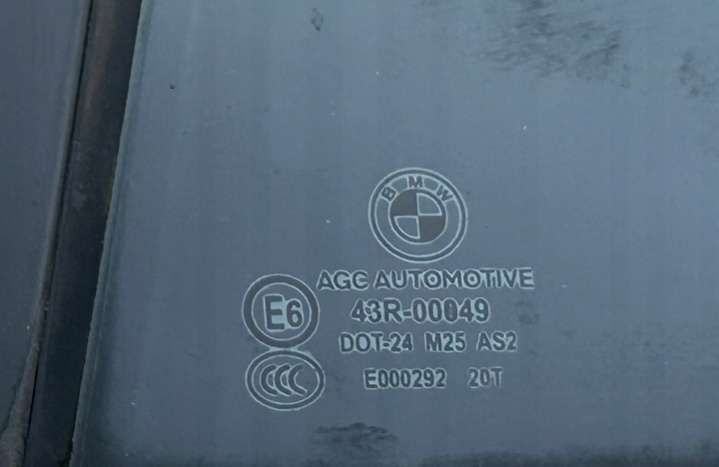 BMW
AGC AUTOMOTIVE
E6 43R-00049
DOT-24 M25 AS2
CCC E000292 20T